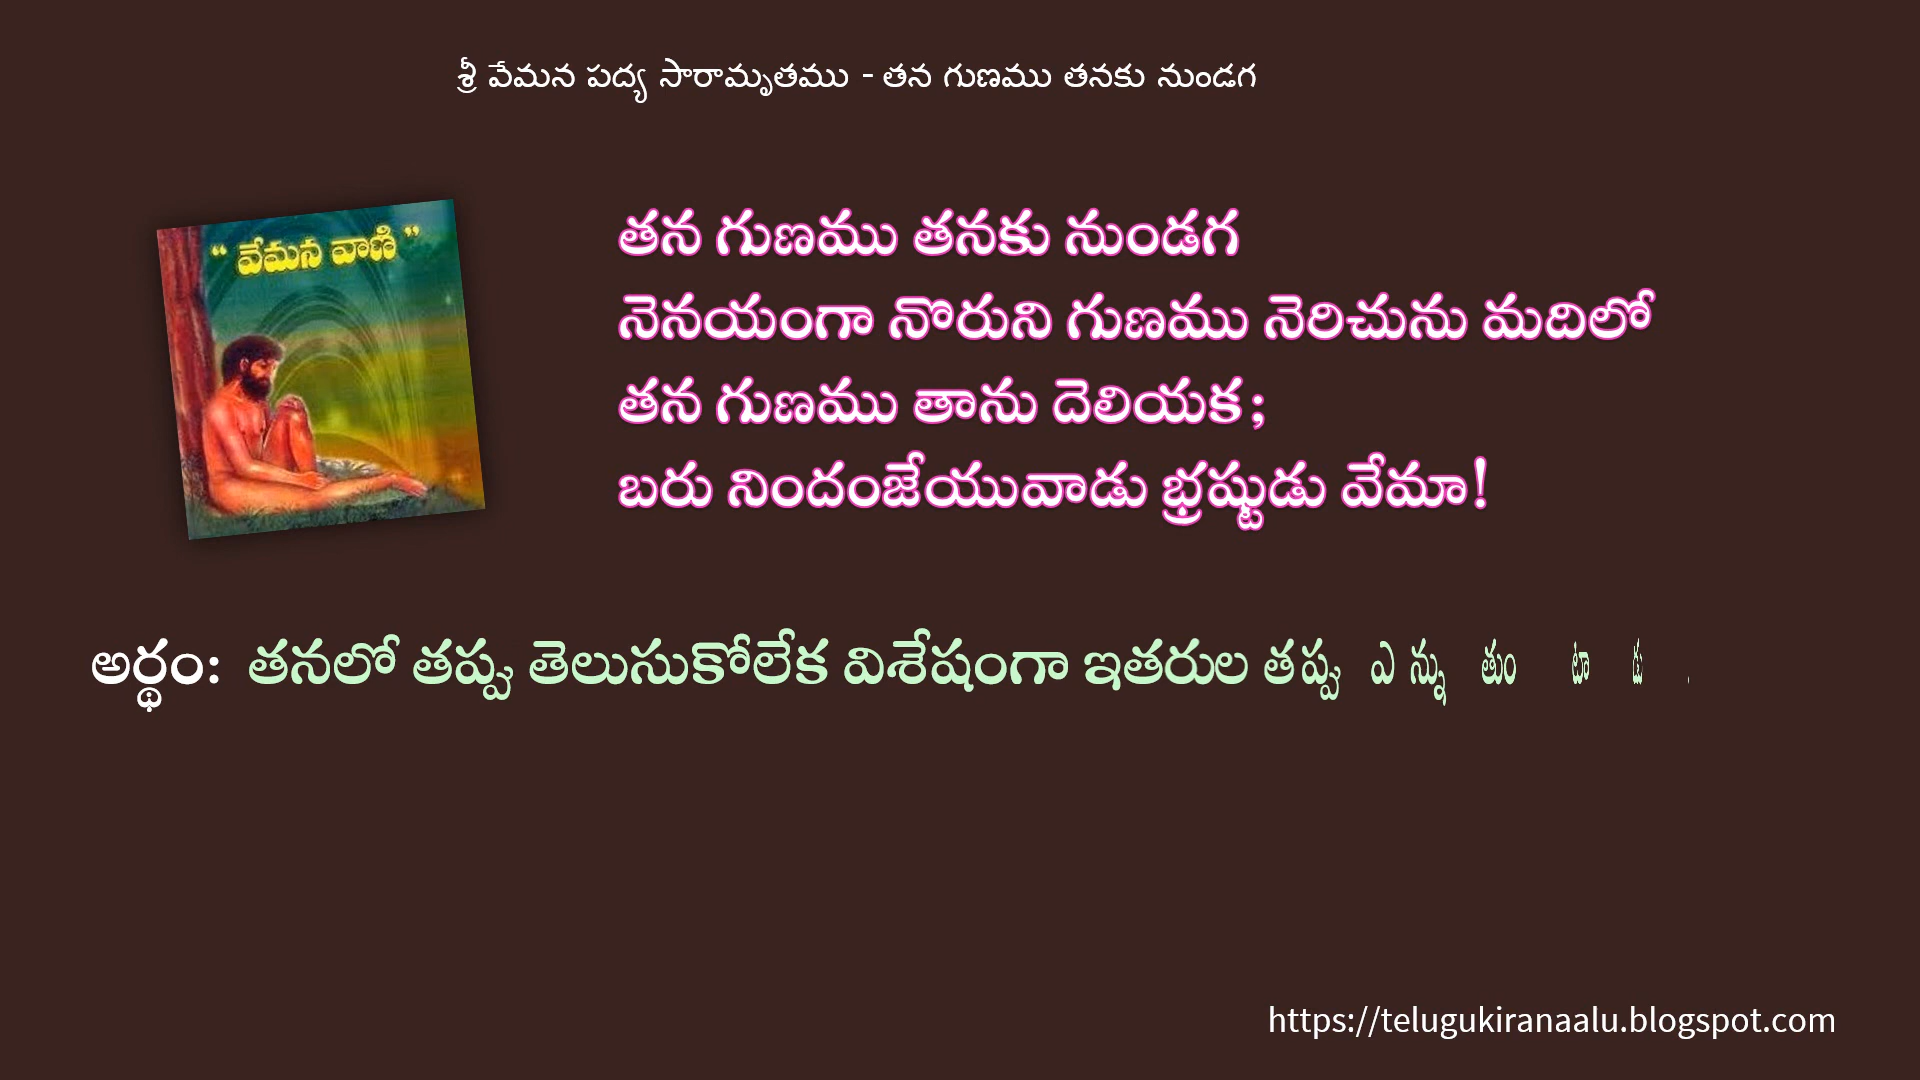 శ్రీ వేమన పద్య సారామృతము - తన గుణము తనకు నుండగ
“ వేమన వాణి ”
తన గుణము తనకు నుండగ
నెనయంగా నొరుని గుణము నెరిచును మదిలో
తన గుణము తాను దెలియక;
బరు నిందంజేయువాడు భ్రష్టుడు వేమా!
అర్థం: తనలో తప్పు తెలుసుకోలేక విశేషంగా ఇతరుల తప్పు ఎన్నుతుంటాడు.
https://telugukiranaalu.blogspot.com